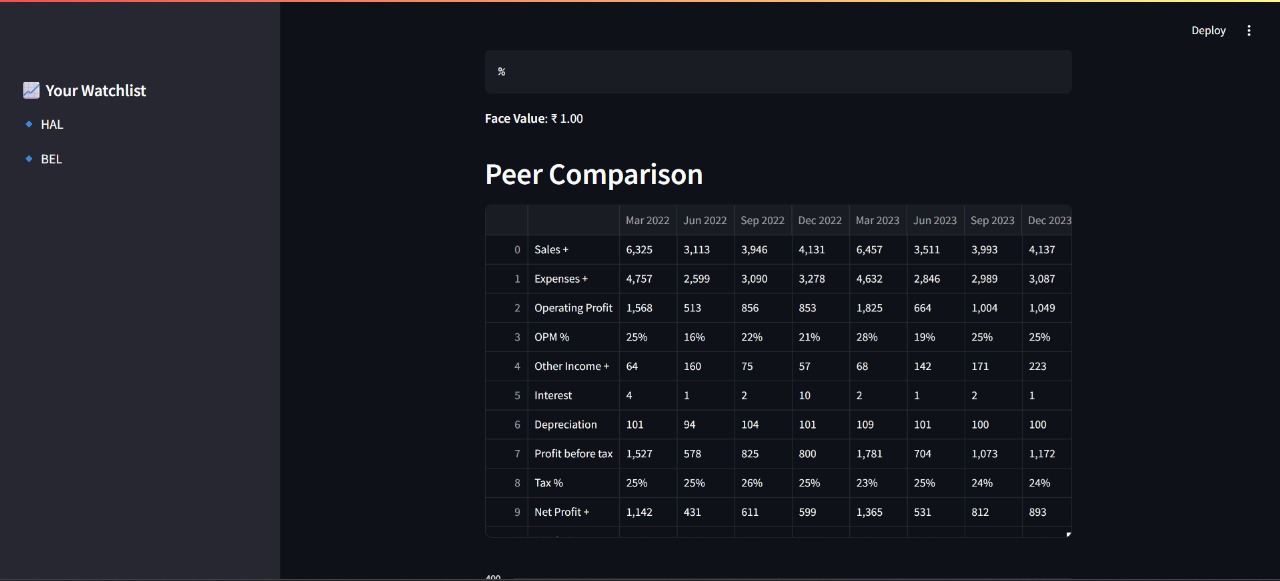 Deploy
📈 Your Watchlist
HAL
BEL
%
Face Value: ₹ 1.00
Peer Comparison
Mar 2022 Jun 2022 Sep 2022 Dec 2022 Mar 2023 Jun 2023 Sep 2023 Dec 2023
0 Sales + 6,325 3,113 3,946 4,131 6,457 3,511 3,993 4,137
1 Expenses + 4,757 2,599 3,090 3,278 4,632 2,846 2,989 3,087
2 Operating Profit 1,568 513 856 853 1,825 664 1,004 1,049
3 OPM % 25% 16% 22% 21% 28% 19% 25% 25%
4 Other Income + 64 160 75 57 68 142 171 223
5 Interest 4 1 2 10 2 1 2 1
6 Depreciation 101 94 104 101 109 101 100 100
7 Profit before tax 1,527 578 825 800 1,781 704 1,073 1,172
8 Tax % 25% 25% 26% 25% 23% 25% 24% 24%
9 Net Profit + 1,142 431 611 599 1,365 531 812 893
400